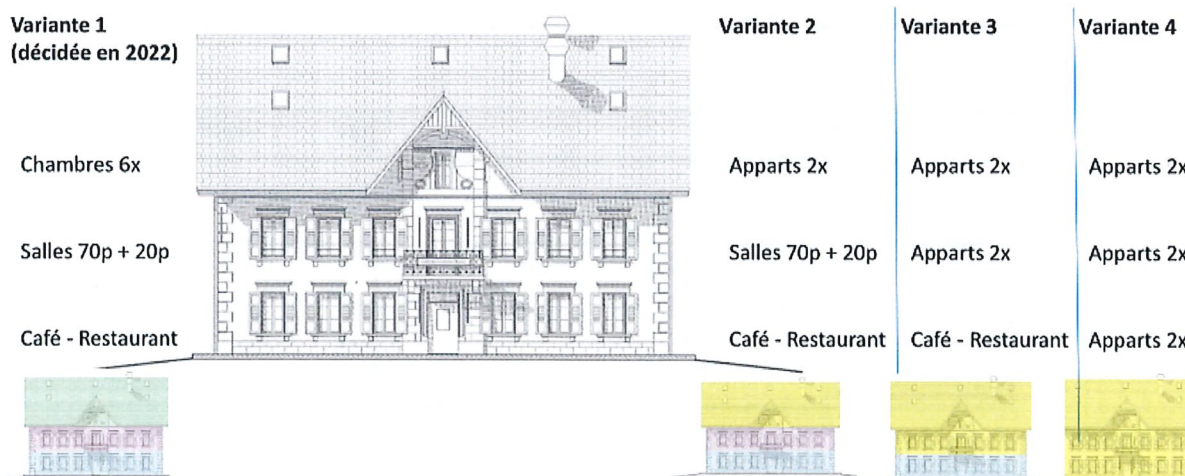 Variante 1
(décidée en 2022)
Chambres 6x
Salles 70p + 20p
Café - Restaurant
Variante 2
Apparts 2x
Salles 70p + 20p
Café - Restaurant
Variante 3
Apparts 2x
Apparts 2x
Café - Restaurant
Variante 4
Apparts 2x
Apparts 2x
Apparts 2x